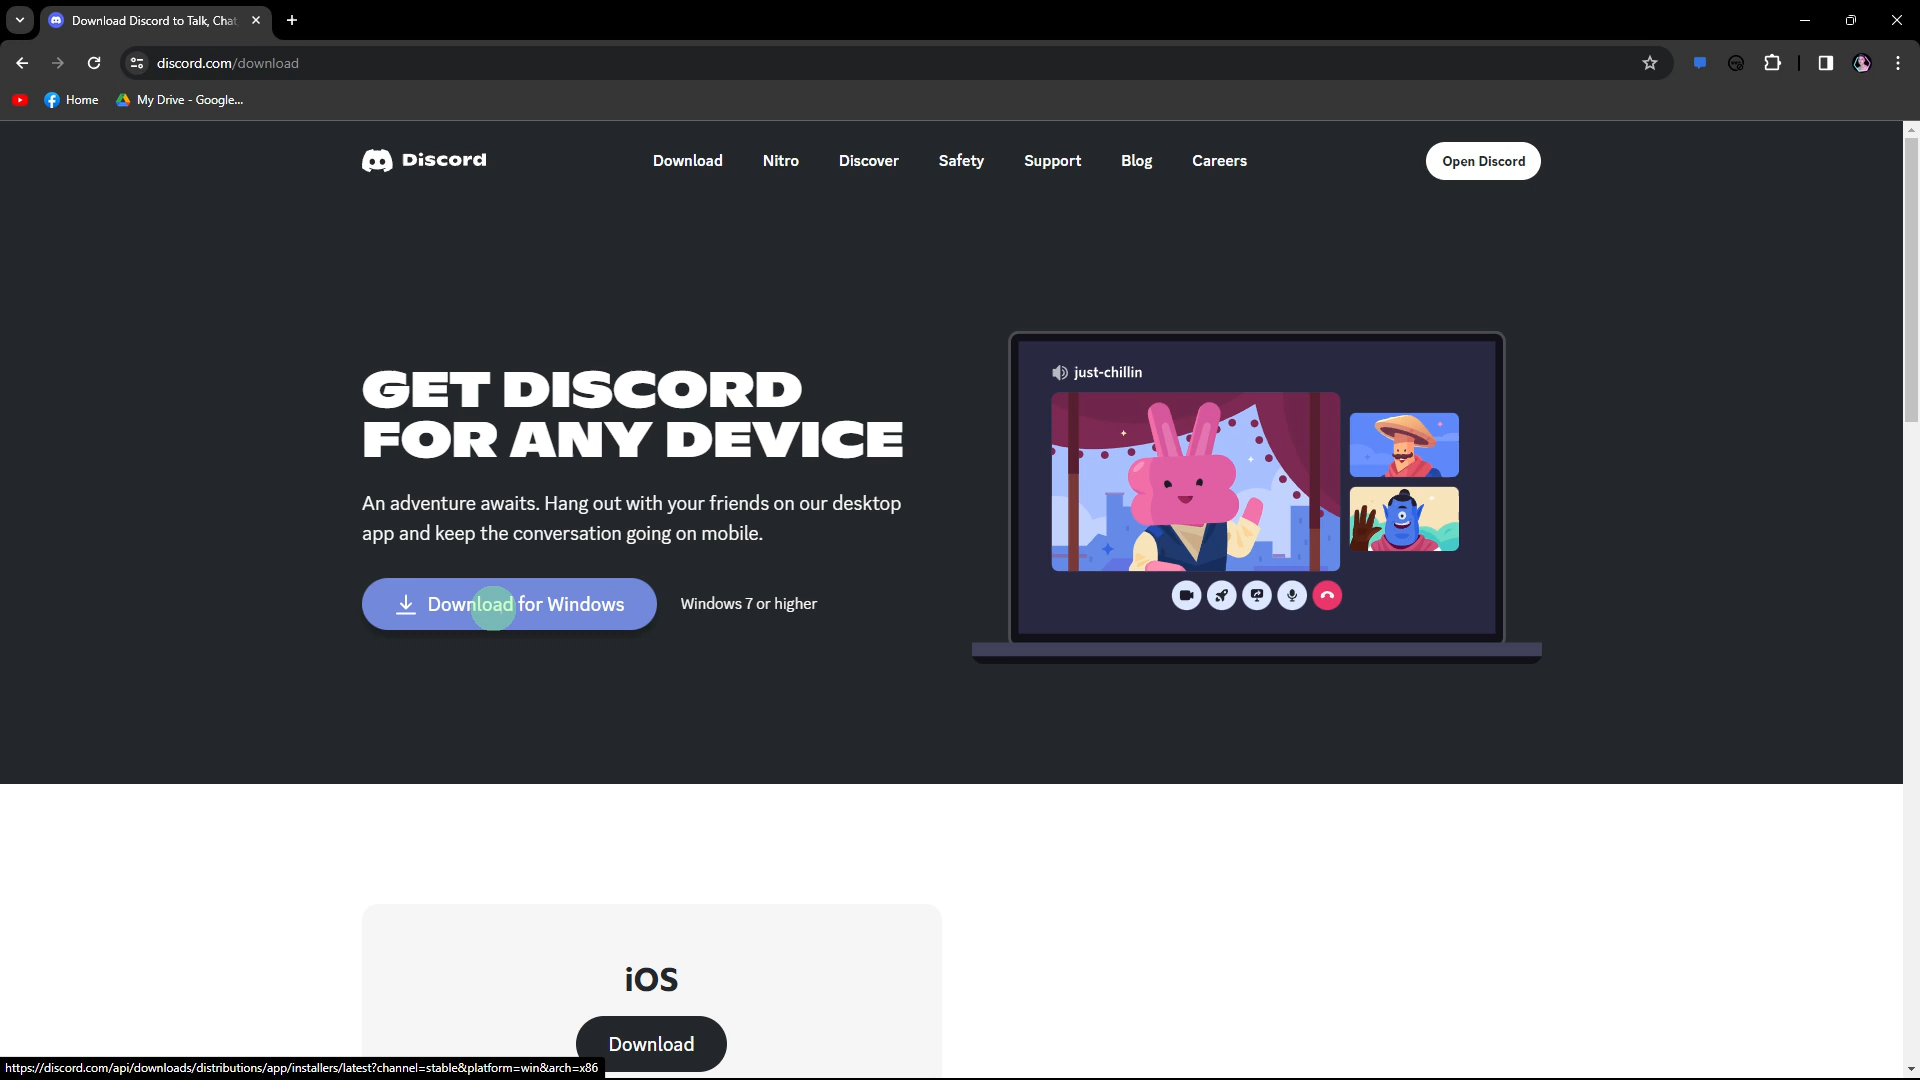 Download Discord to Talk, Chat
discord.com/download
Home
My Drive - Google...
Discord
Download
Nitro
Discover
Safety
Support
Blog
Careers
Open Discord
GET DISCORD
FOR ANY DEVICE
An adventure awaits. Hang out with your friends on our desktop
app and keep the conversation going on mobile.
Download for Windows
Windows 7 or higher
just-chillin
iOS
Download
https://discord.com/api/downloads/distributions/app/installers/latest?channel=stable&platform=win&arch=x86